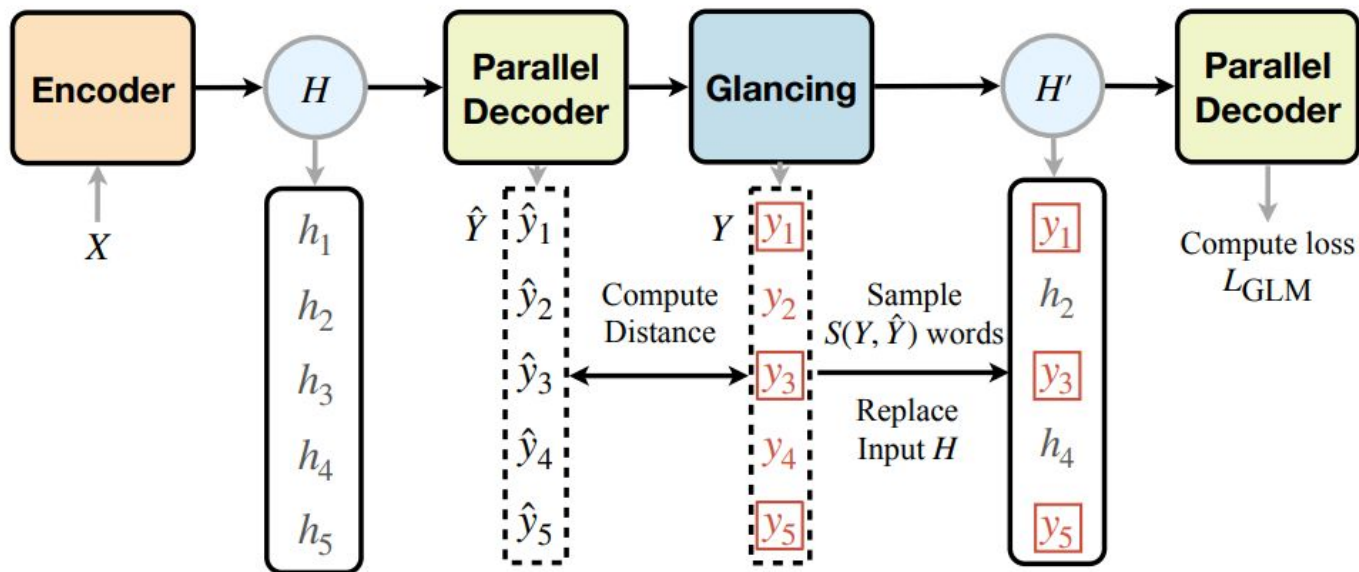 Encoder
H
Parallel
Decoder
Glancing
H′
Parallel
Decoder
X
h₁
h₂
h₃
h₄
h₅
Ŷ
ŷ₁
ŷ₂
ŷ₃
ŷ₄
ŷ₅
Compute
Distance
Y
y₁
y₂
y₃
y₄
y₅
Sample
S(Y, Ŷ) words
Replace
Input H
y₁
h₂
y₃
h₄
y₅
Compute loss
L_GLM